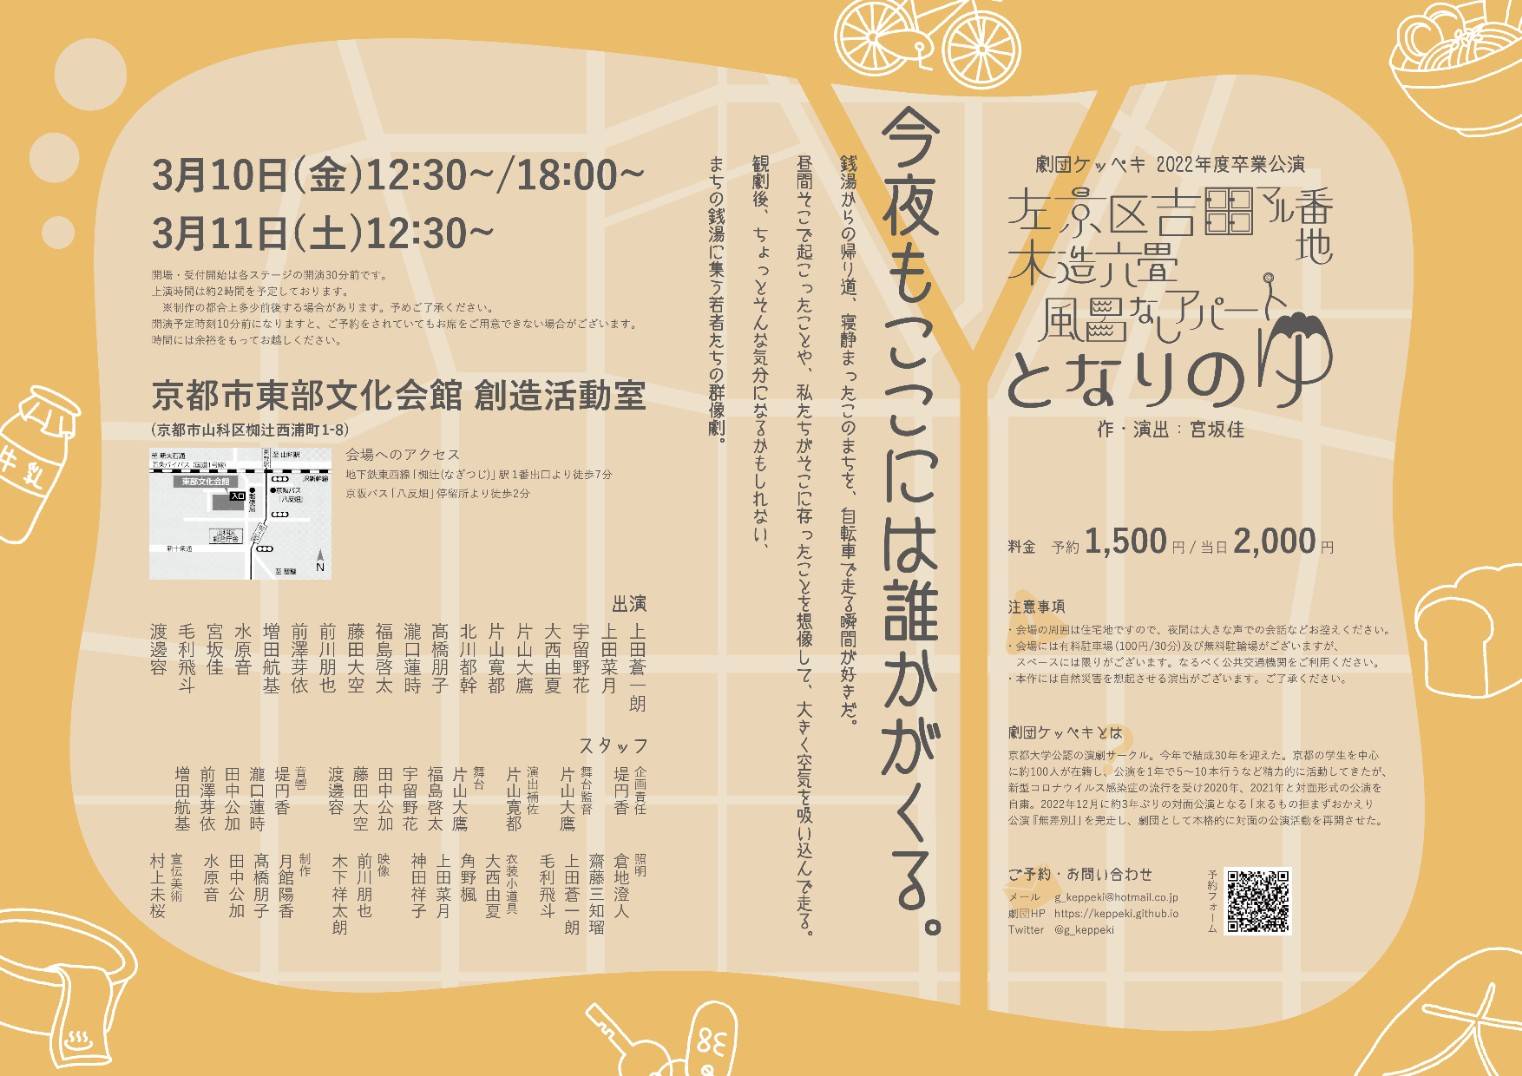 劇団ケッペキ 2022年度卒業公演
左京区吉田マル番地
木造六畳
風呂なしアパート
となりのゆ
作・演出：宮坂佳
料金 予約 1,500 円 / 当日 2,000 円
注意事項
・会場の周囲は住宅地ですので、夜間は大きな声での会話などお控えください。
・会場には有料駐車場(100円/30分)及び無料駐輪場がございますが、
スペースには限りがございます。なるべく公共交通機関をご利用ください。
・本作には自然災害を想起させる演出がございます。ご了承ください。
劇団ケッペキとは
京都大学公認の演劇サークル。今年で結成30年を迎えた。京都の学生を中心
に約100人が在籍し、公演を1年で5〜10本行うなど精力的に活動してきたが、
新型コロナウイルス感染症の流行を受け2020年、2021年と対面形式の公演を
自粛。2022年12月に約3年ぶりの対面公演となる「来るもの拒まずおかえり
公演『無差別』」を完走し、劇団として本格的に対面の公演活動を再開させた。
ご予約・お問い合わせ
メール g_keppeki@hotmail.co.jp
劇団HP https://keppeki.github.io
Twitter @g_keppeki
予約フォーム
今夜もここには誰かがくる。
銭湯からの帰り道、寝静まったこのまちを、自転車で走る瞬間が好きだ。
昼間そこで起こったことや、私たちがそこに存ったことを想像して、大きく空気を吸い込んで走る。
観劇後、ちょっとそんな気分になるかもしれない、
まちの銭湯に集う若者たちの群像劇。
3月10日(金)12:30~/18:00~
3月11日(土)12:30~
開場・受付開始は各ステージの開演30分前です。
上演時間は約2時間を予定しております。
※制作の都合上多少前後する場合があります。予めご了承ください。
開演予定時刻10分前になりますと、ご予約をされていてもお席をご用意できない場合がございます。
時間には余裕をもってお越しください。
京都市東部文化会館 創造活動室
(京都市山科区椥辻西浦町1-8)
会場へのアクセス
地下鉄東西線「椥辻(なぎつじ)」駅1番出口より徒歩7分
京阪バス「八反畑」停留所より徒歩2分
至 山科駅
五条バイパス(国道1号線)
JR新幹線
東部文化会館
入口
京阪バス
「八反畑」
山科区
総合庁舎
新十条通
N
出演
上田蒼一朗
上田菜月
宇留野花
大西由夏
片山大鷹
片山寛都
北川都幹
髙橋朋子
瀧口蓮時
福島啓太
藤田大空
前川朋也
前澤芽依
増田航基
水原音
宮坂佳
毛利飛斗
渡邊容
スタッフ
企画責任
堤円香
舞台監督
片山大鷹
演出補佐
片山寛都
舞台
片山大鷹
福島啓太
宇留野花
田中公加
藤田大空
渡邊容
音響
堤円香
瀧口蓮時
田中公加
前澤芽依
増田航基
照明
倉地澄人
齋藤三知瑠
上田蒼一朗
毛利飛斗
衣装小道具
大西由夏
角野楓
上田菜月
神田祥子
映像
前川朋也
木下祥太朗
制作
月館陽香
髙橋朋子
田中公加
水原音
宣伝美術
村上未桜
牛乳